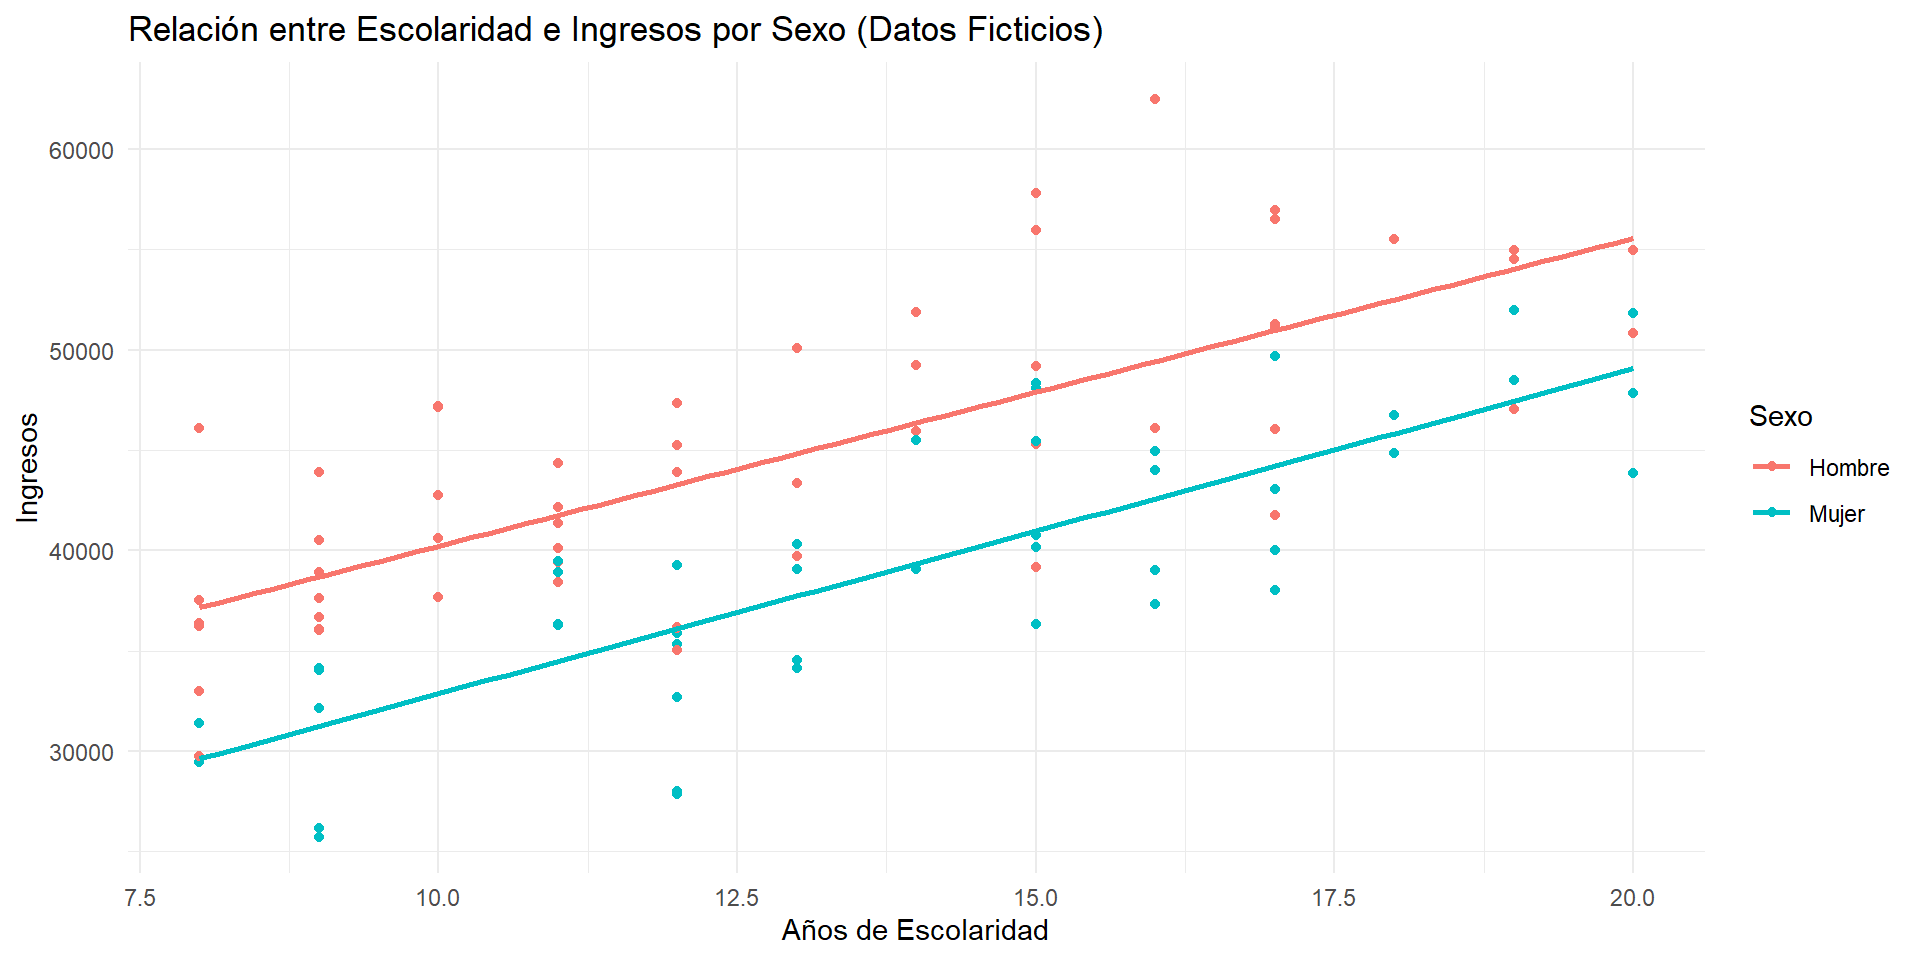 Relación entre Escolaridad e Ingresos por Sexo (Datos Ficticios)
60000
50000
40000
30000
Ingresos
7.5 10.0 12.5 15.0 17.5 20.0
Años de Escolaridad
Sexo
Hombre
Mujer